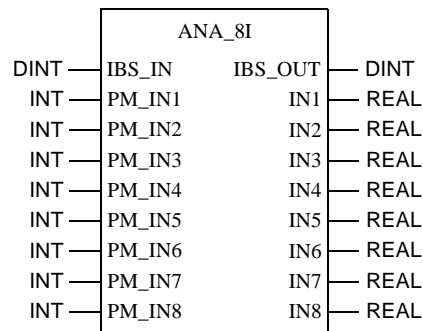 ANA_8I
DINT IBS_IN IBS_OUT DINT
INT PM_IN1 IN1 REAL
INT PM_IN2 IN2 REAL
INT PM_IN3 IN3 REAL
INT PM_IN4 IN4 REAL
INT PM_IN5 IN5 REAL
INT PM_IN6 IN6 REAL
INT PM_IN7 IN7 REAL
INT PM_IN8 IN8 REAL